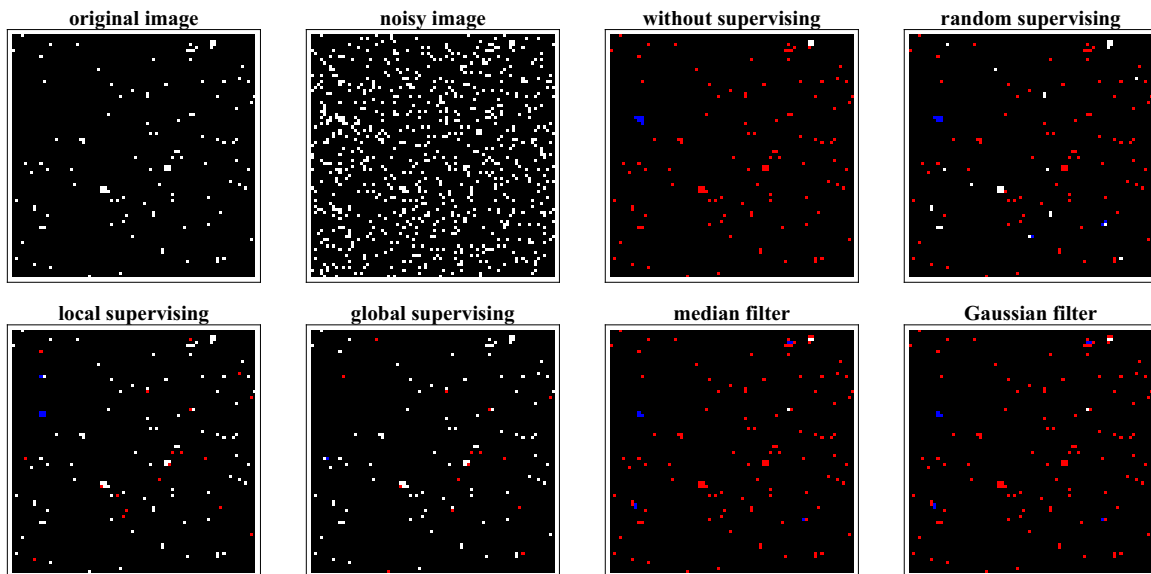 original image
noisy image
without supervising
random supervising
local supervising
global supervising
median filter
Gaussian filter